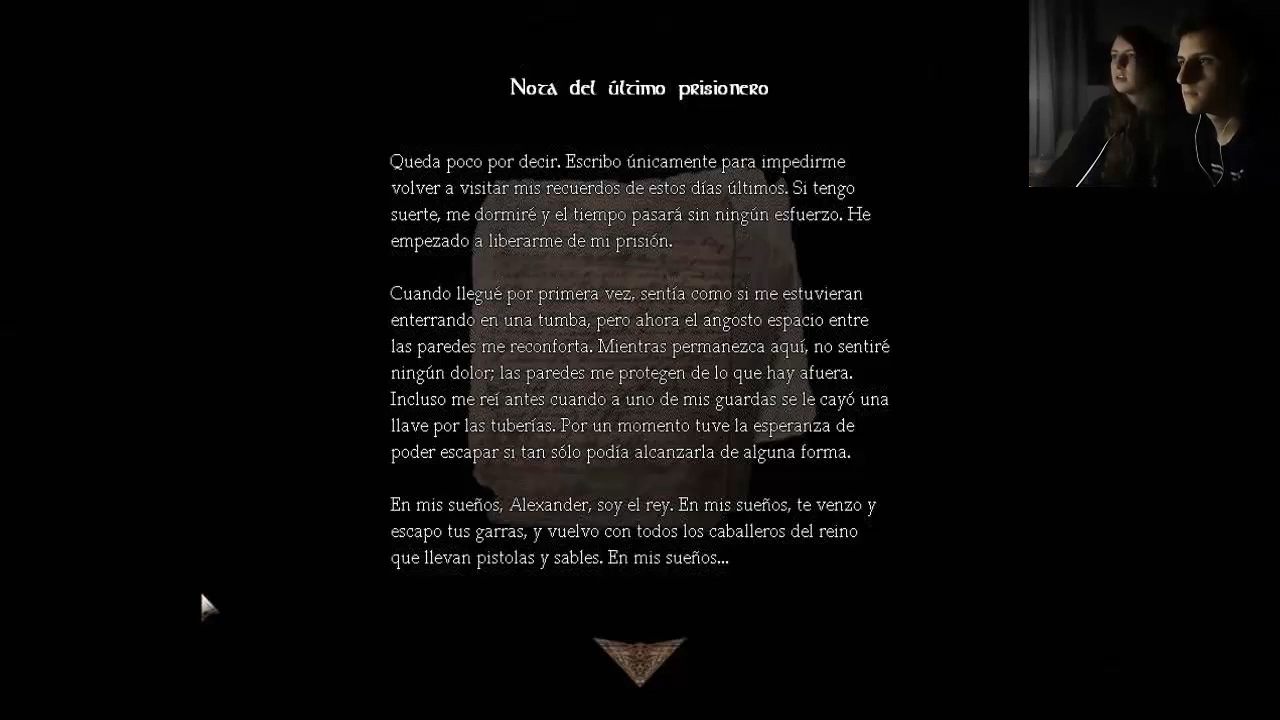 Nota del último prisionero
Queda poco por decir. Escribo únicamente para impedirme
volver a visitar mis recuerdos de estos días últimos. Si tengo
suerte, me dormiré y el tiempo pasará sin ningún esfuerzo. He
empezado a liberarme de mi prisión.
Cuando llegué por primera vez, sentía como si me estuvieran
enterrando en una tumba, pero ahora el angosto espacio entre
las paredes me reconforta. Mientras permanezca aquí, no sentiré
ningún dolor; las paredes me protegen de lo que hay afuera.
Incluso me reí antes cuando a uno de mis guardas se le cayó una
llave por las tuberías. Por un momento tuve la esperanza de
poder escapar si tan sólo podía alcanzarla de alguna forma.
En mis sueños, Alexander, soy el rey. En mis sueños, te venzo y
escapo tus garras, y vuelvo con todos los caballeros del reino
que llevan pistolas y sables. En mis sueños...